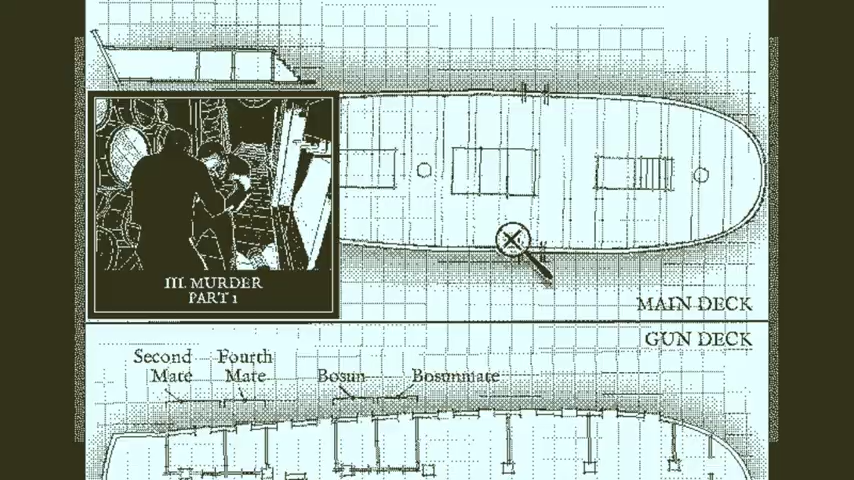 III. MURDER
PART 1
MAIN DECK
GUN DECK
Second Mate
Fourth Mate
Bosun
Bosunmate